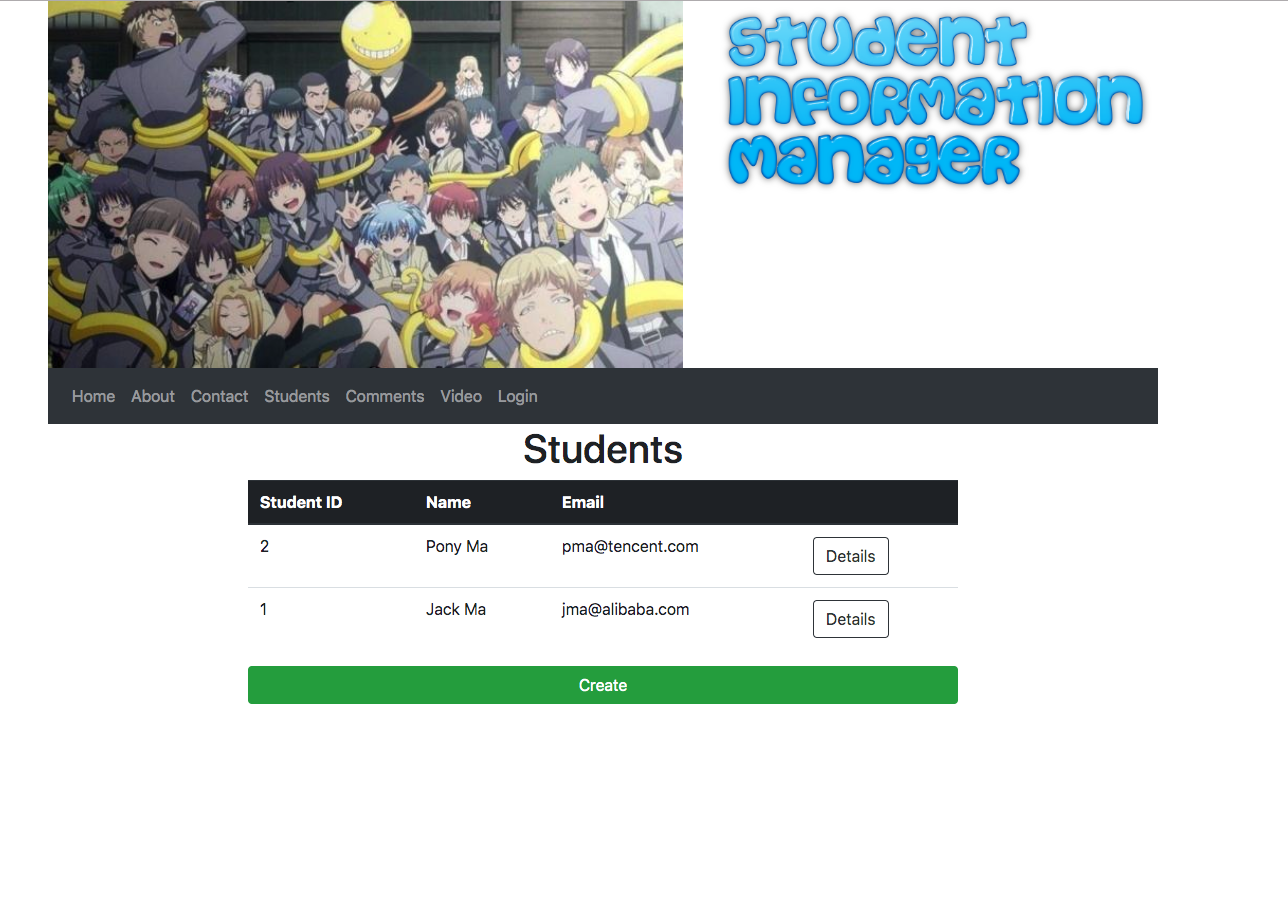 Student
Information
Manager
Home About Contact Students Comments Video Login
Students
Student ID Name Email
2 Pony Ma pma@tencent.com Details
1 Jack Ma jma@alibaba.com Details
Create